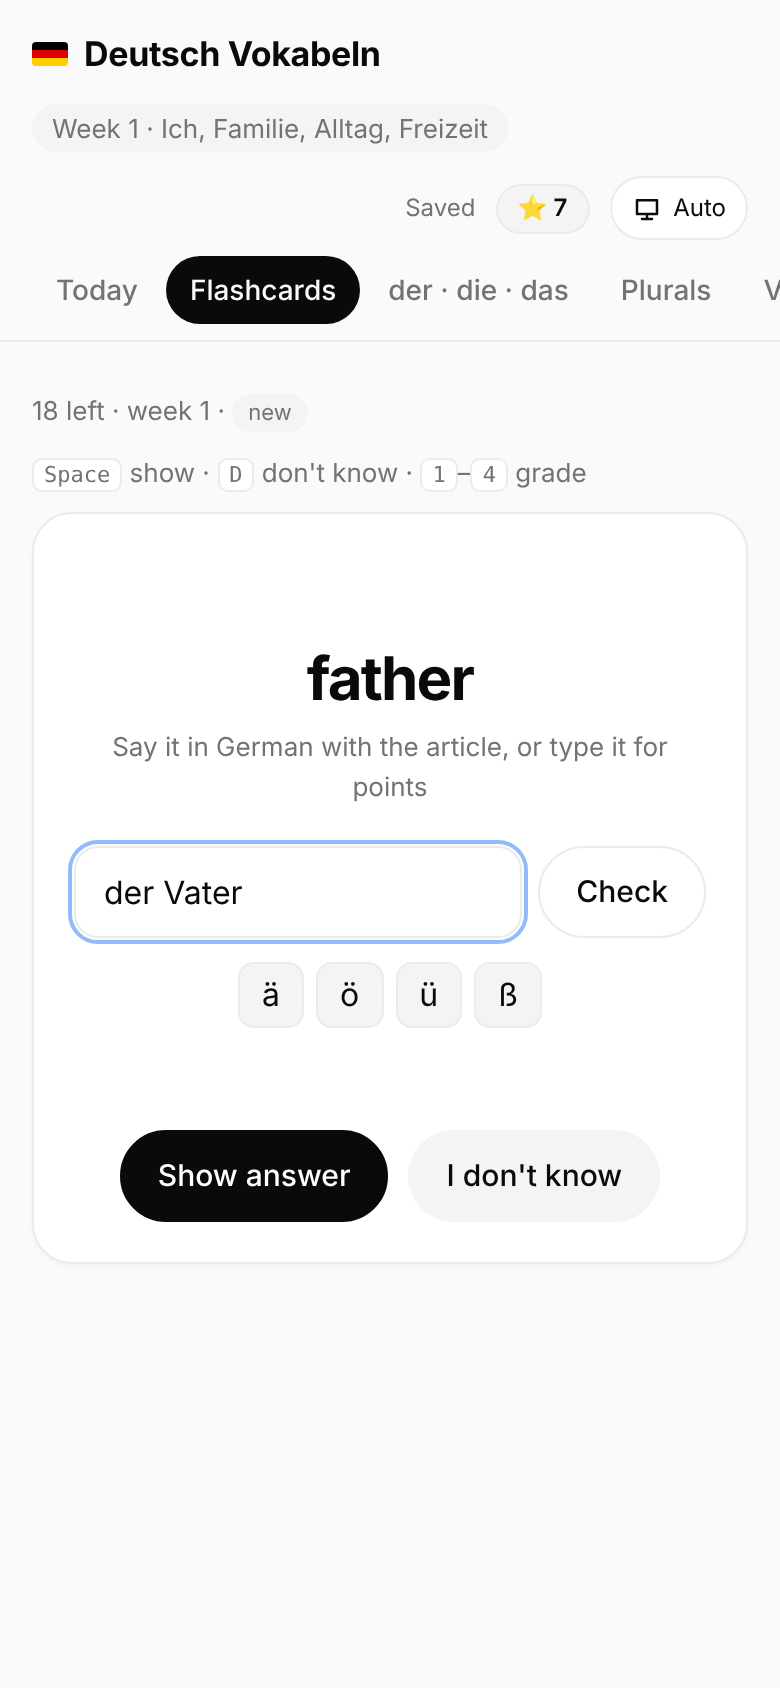 Deutsch Vokabeln
Week 1 · Ich, Familie, Alltag, Freizeit
Saved ⭐ 7 Auto
Today Flashcards der · die · das Plurals V
18 left · week 1 · new
Space show · D don't know · 1–4 grade
father
Say it in German with the article, or type it for
points
der Vater Check
ä ö ü ß
Show answer I don't know